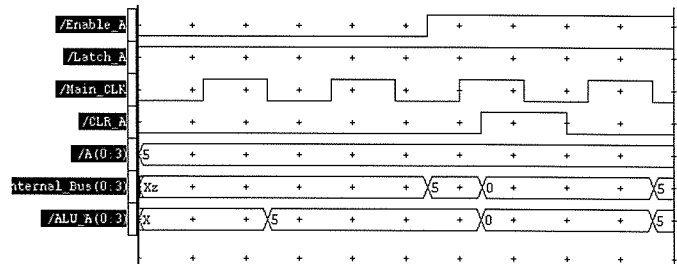 /Enable_A
/Latch_A
/Main_CLK
/CLR_A
/A(0:3) 5
nternal_Bus(0:3) Xz 5 0 5
/ALU_A(0:3) X 5 0 5